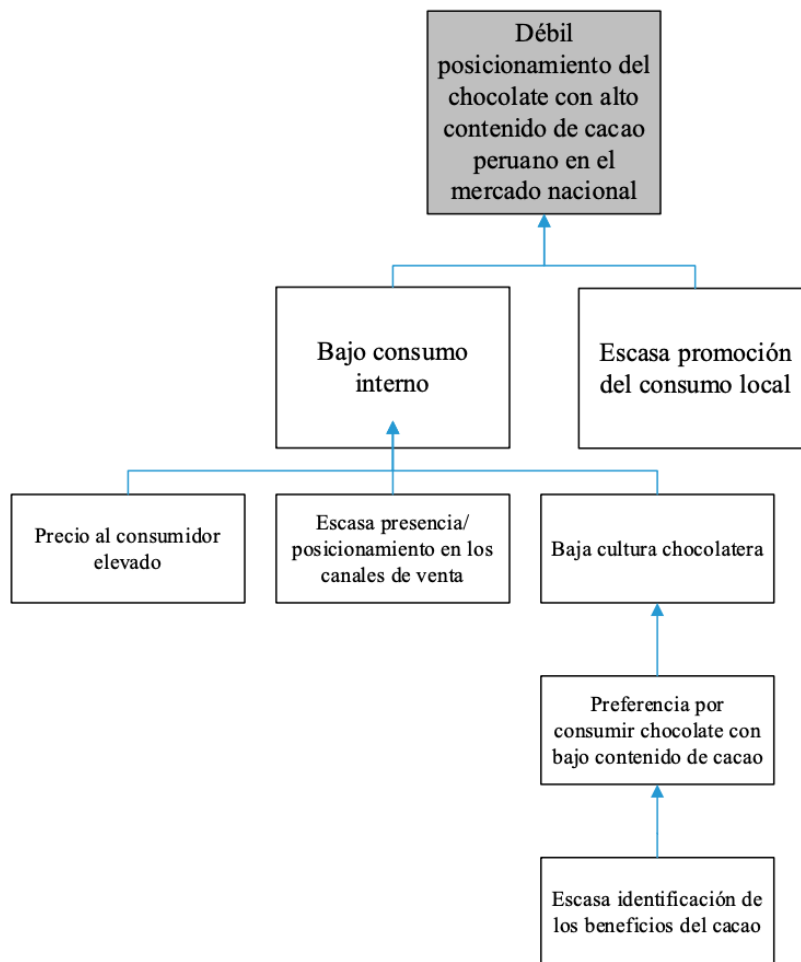 Débil
posicionamiento del
chocolate con alto
contenido de cacao
peruano en el
mercado nacional
Bajo consumo
interno
Escasa promoción
del consumo local
Precio al consumidor
elevado
Escasa presencia/
posicionamiento en los
canales de venta
Baja cultura chocolatera
Preferencia por
consumir chocolate con
bajo contenido de cacao
Escasa identificación de
los beneficios del cacao